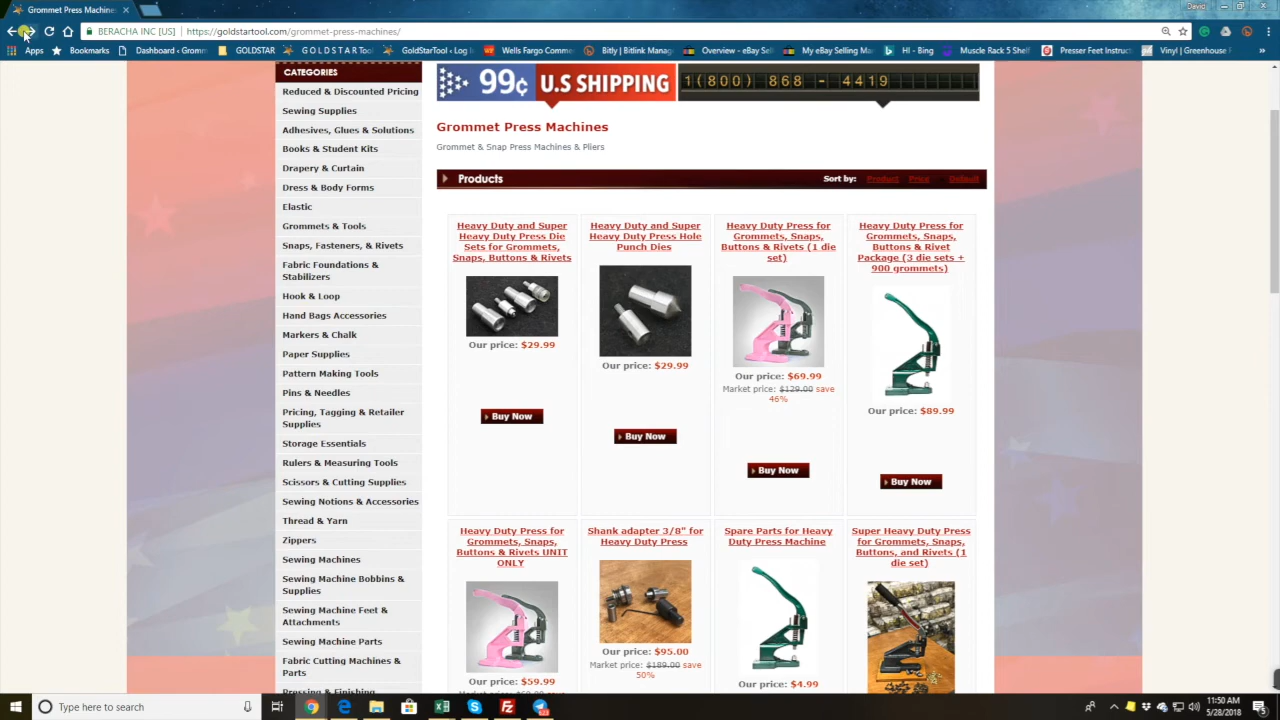 Grommet Press Machines
David
BERACHA INC [US]
https://goldstartool.com/grommet-press-machines/
Apps
Bookmarks
Dashboard ‹ Gromm
GOLDSTAR
G O L D S T A R T O O L
GoldStarTool ‹ Log In
Wells Fargo Comme
Bitly | Bitlink Manage
Overview - eBay Sell
My eBay Selling Ma
HI - Bing
Muscle Rack 5 Shelf
Presser Feet Instruct
Vinyl | Greenhouse F
»
CATEGORIES
Reduced & Discounted Pricing
Sewing Supplies
Adhesives, Glues & Solutions
Books & Student Kits
Drapery & Curtain
Dress & Body Forms
Elastic
Grommets & Tools
Snaps, Fasteners, & Rivets
Fabric Foundations &
Stabilizers
Hook & Loop
Hand Bags Accessories
Markers & Chalk
Paper Supplies
Pattern Making Tools
Pins & Needles
Pricing, Tagging & Retailer
Supplies
Storage Essentials
Rulers & Measuring Tools
Scissors & Cutting Supplies
Sewing Notions & Accessories
Thread & Yarn
Zippers
Sewing Machines
Sewing Machine Bobbins &
Supplies
Sewing Machine Feet &
Attachments
Sewing Machine Parts
Fabric Cutting Machines &
Parts
Pressing & Finishing
99¢ U.S SHIPPING
1(800) 868 - 4419
Grommet Press Machines
Grommet & Snap Press Machines & Pliers
Products
Sort by: Product Price Default
Heavy Duty and Super
Heavy Duty Press Die
Sets for Grommets,
Snaps, Buttons & Rivets
Our price: $29.99
Buy Now
Heavy Duty and Super
Heavy Duty Press Hole
Punch Dies
Our price: $29.99
Buy Now
Heavy Duty Press for
Grommets, Snaps,
Buttons & Rivets (1 die
set)
Our price: $69.99
Market price: $129.00 save
46%
Buy Now
Heavy Duty Press for
Grommets, Snaps,
Buttons & Rivet
Package (3 die sets +
900 grommets)
Our price: $89.99
Buy Now
Heavy Duty Press for
Grommets, Snaps,
Buttons & Rivets UNIT
ONLY
Our price: $59.99
Shank adapter 3/8" for
Heavy Duty Press
Our price: $95.00
Market price: $189.00 save
50%
Spare Parts for Heavy
Duty Press Machine
Our price: $4.99
Super Heavy Duty Press
for Grommets, Snaps,
Buttons, and Rivets (1
die set)
Type here to search
11:50 AM
5/28/2018